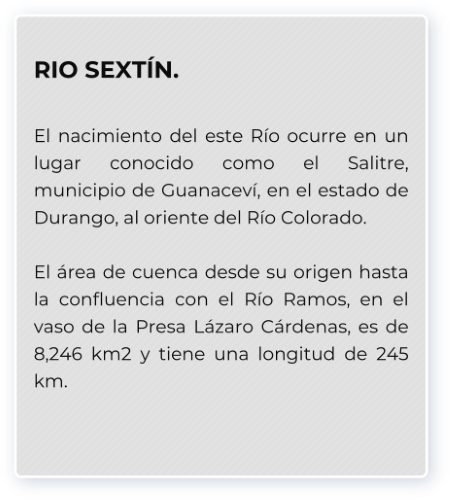 RIO SEXTÍN.
El nacimiento del este Río ocurre en un
lugar conocido como el Salitre,
municipio de Guanaceví, en el estado de
Durango, al oriente del Río Colorado.
El área de cuenca desde su origen hasta
la confluencia con el Río Ramos, en el
vaso de la Presa Lázaro Cárdenas, es de
8,246 km2 y tiene una longitud de 245
km.